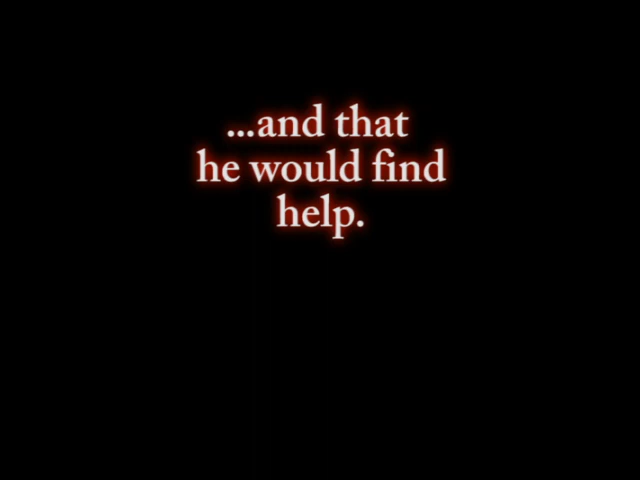 ...and that
he would find
help.